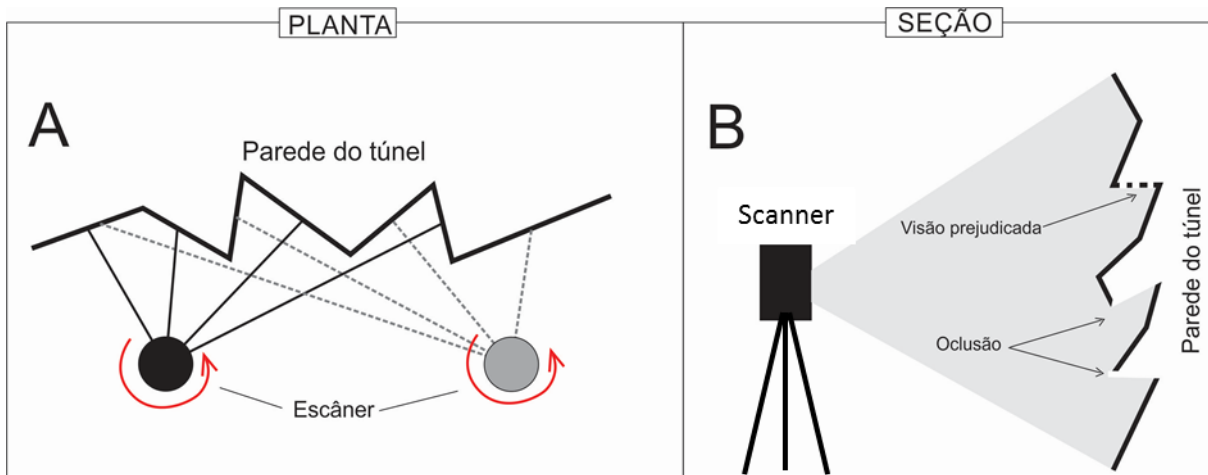 PLANTA
A
Parede do túnel
Escâner
SEÇÃO
B
Scanner
Visão prejudicada
Oclusão
Parede do túnel